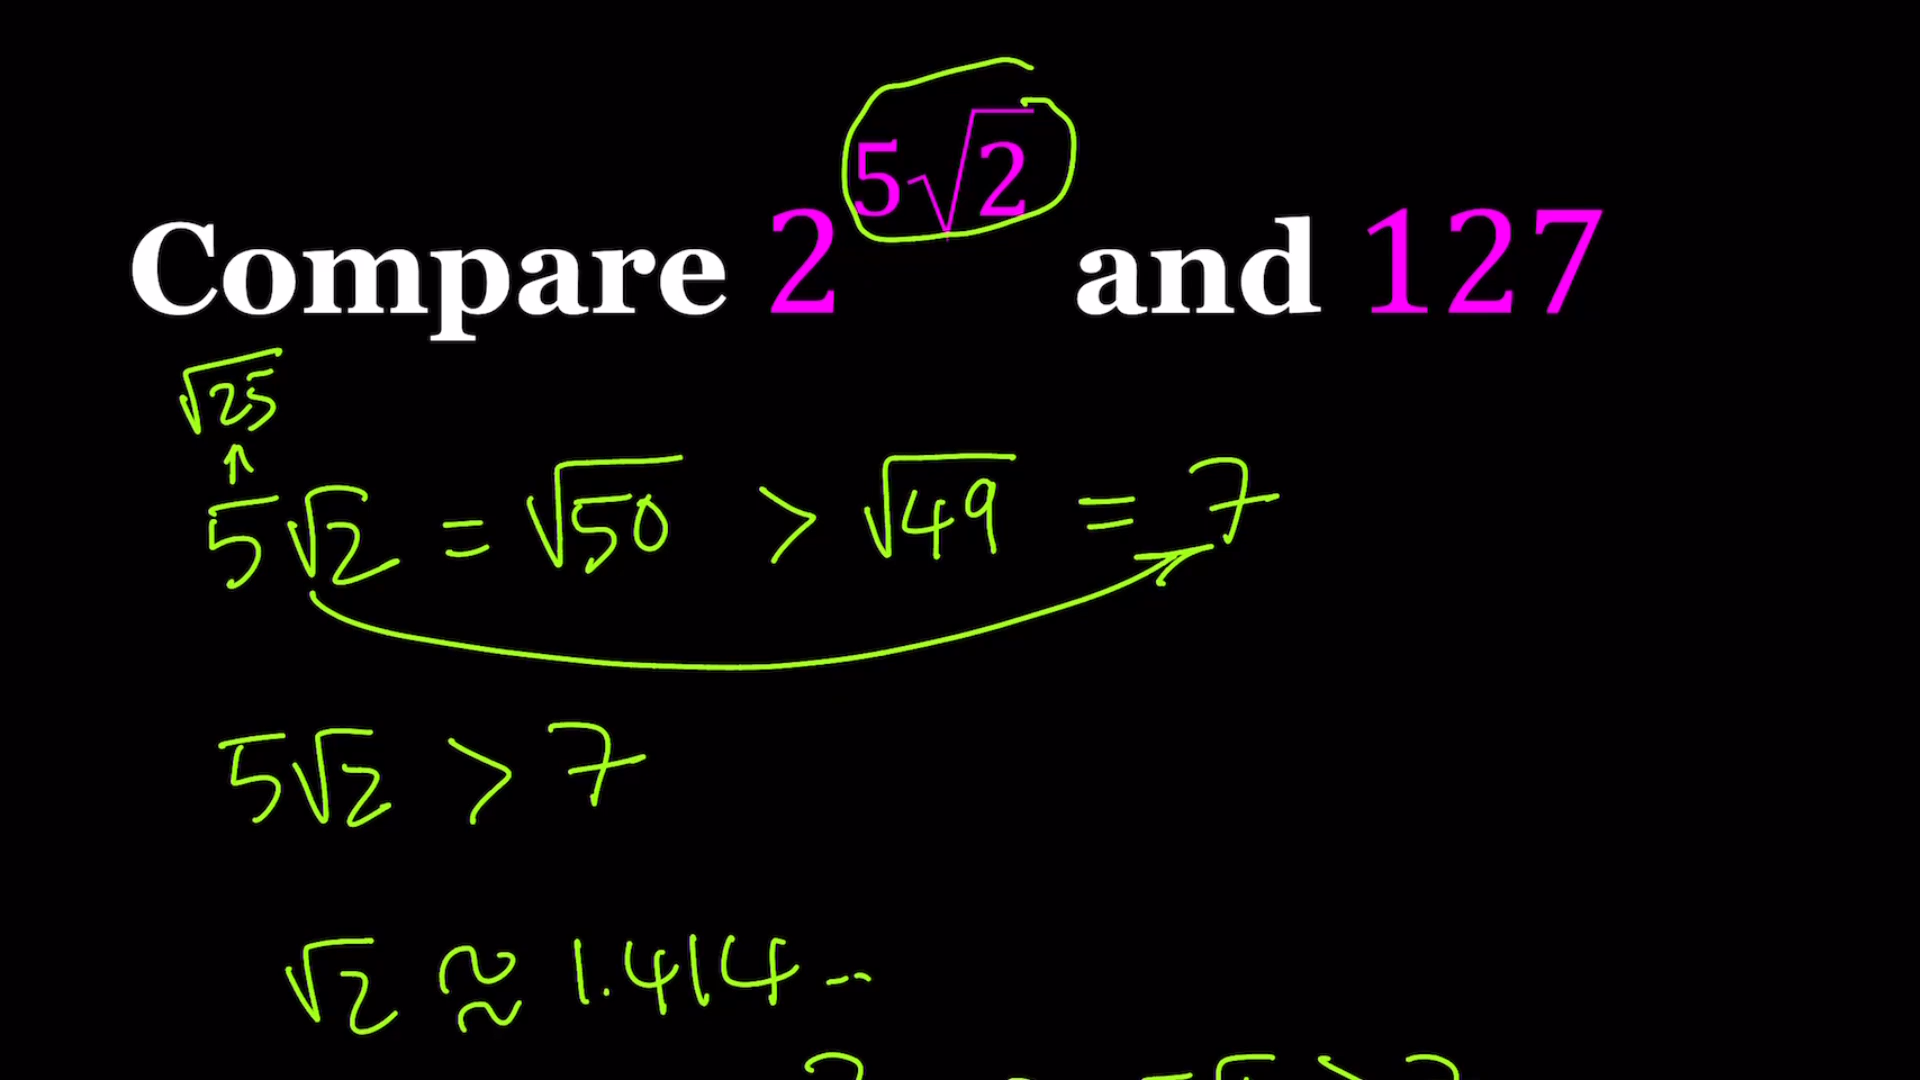 Compare 2^5√2 and 127
√25
↑
5√2 = √50 > √49 = 7
5√2 > 7
√2 ≈ 1.414..